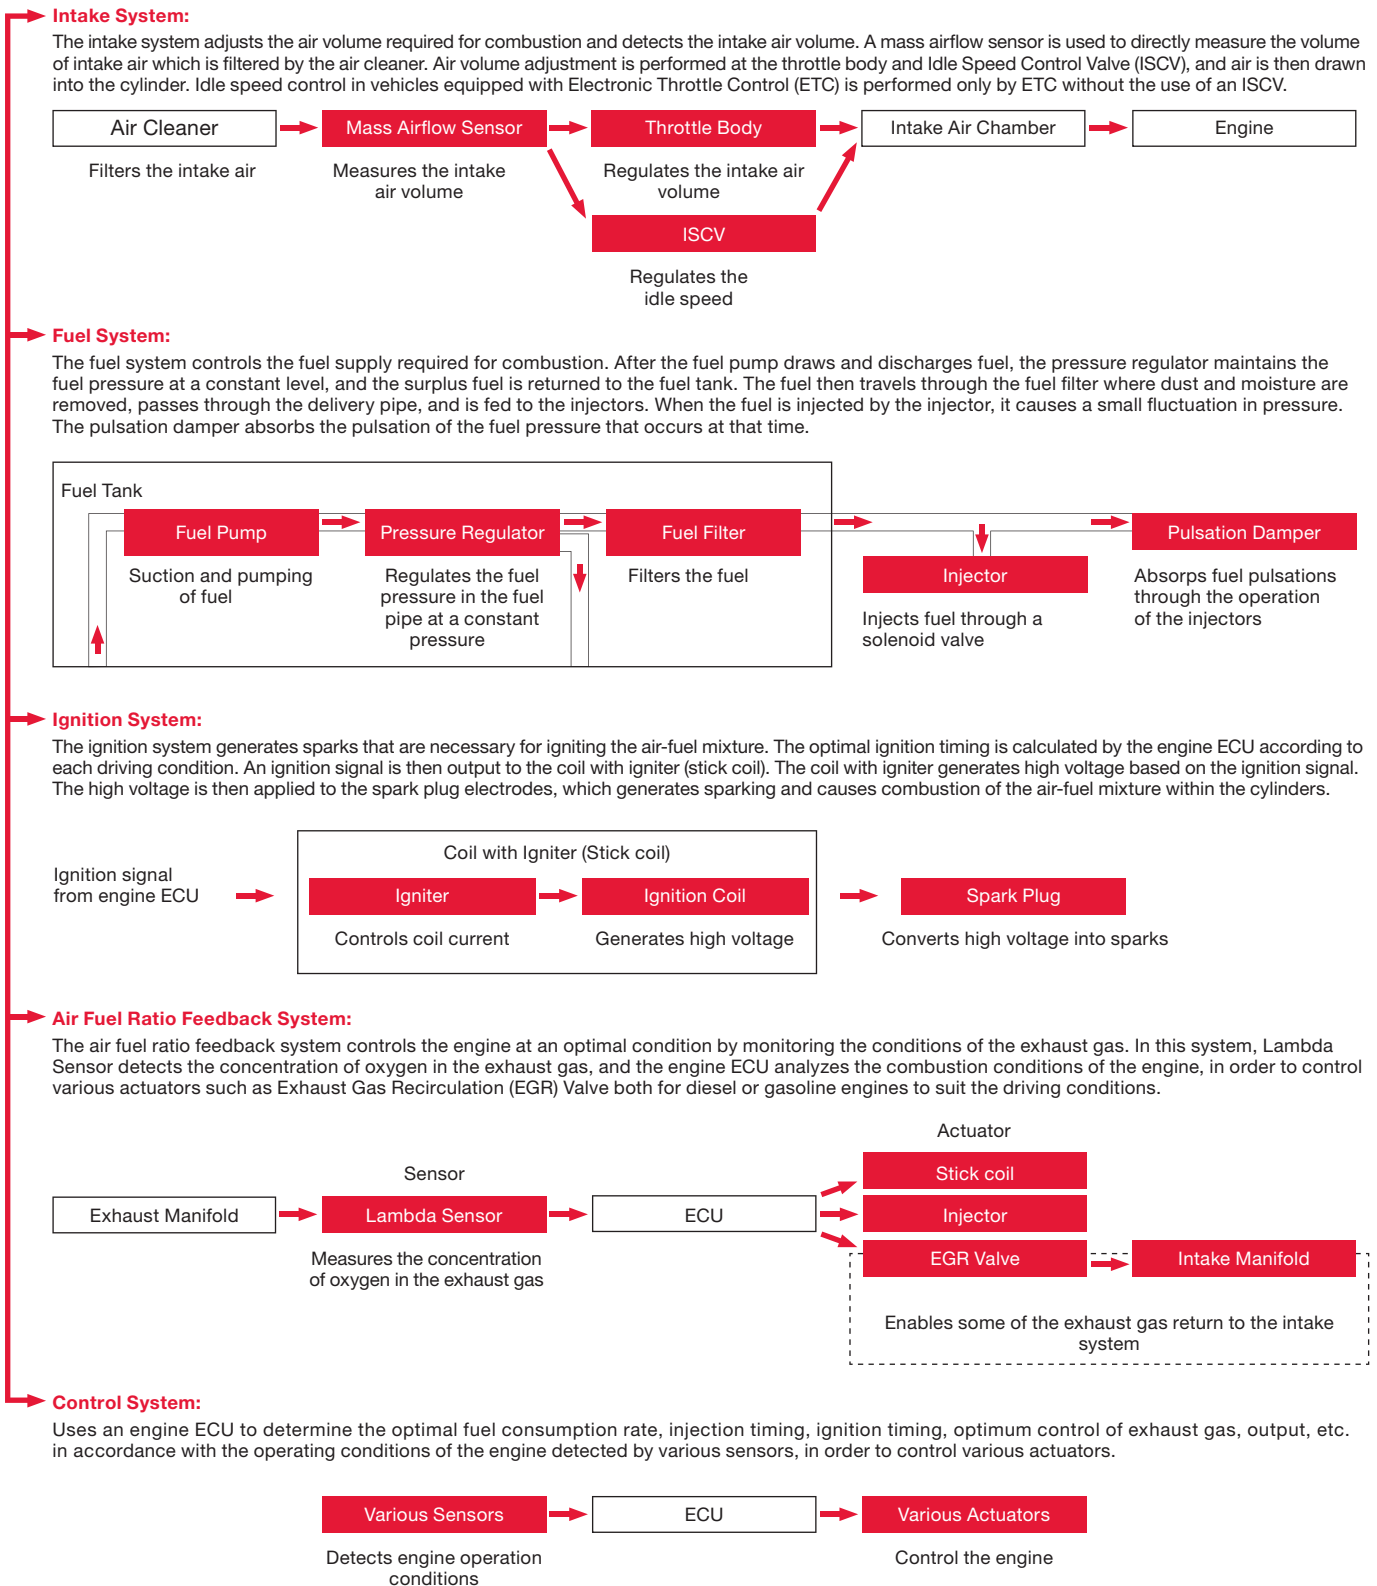 Intake System:
The intake system adjusts the air volume required for combustion and detects the intake air volume. A mass airflow sensor is used to directly measure the volume
of intake air which is filtered by the air cleaner. Air volume adjustment is performed at the throttle body and Idle Speed Control Valve (ISCV), and air is then drawn
into the cylinder. Idle speed control in vehicles equipped with Electronic Throttle Control (ETC) is performed only by ETC without the use of an ISCV.
Air Cleaner
Mass Airflow Sensor
Throttle Body
Intake Air Chamber
Engine
Filters the intake air
Measures the intake
air volume
Regulates the intake air
volume
ISCV
Regulates the
idle speed
Fuel System:
The fuel system controls the fuel supply required for combustion. After the fuel pump draws and discharges fuel, the pressure regulator maintains the
fuel pressure at a constant level, and the surplus fuel is returned to the fuel tank. The fuel then travels through the fuel filter where dust and moisture are
removed, passes through the delivery pipe, and is fed to the injectors. When the fuel is injected by the injector, it causes a small fluctuation in pressure.
The pulsation damper absorbs the pulsation of the fuel pressure that occurs at that time.
Fuel Tank
Fuel Pump
Pressure Regulator
Fuel Filter
Pulsation Damper
Suction and pumping
of fuel
Regulates the fuel
pressure in the fuel
pipe at a constant
pressure
Filters the fuel
Injector
Injects fuel through a
solenoid valve
Absorps fuel pulsations
through the operation
of the injectors
Ignition System:
The ignition system generates sparks that are necessary for igniting the air-fuel mixture. The optimal ignition timing is calculated by the engine ECU according to
each driving condition. An ignition signal is then output to the coil with igniter (stick coil). The coil with igniter generates high voltage based on the ignition signal.
The high voltage is then applied to the spark plug electrodes, which generates sparking and causes combustion of the air-fuel mixture within the cylinders.
Ignition signal
from engine ECU
Coil with Igniter (Stick coil)
Igniter
Ignition Coil
Spark Plug
Controls coil current
Generates high voltage
Converts high voltage into sparks
Air Fuel Ratio Feedback System:
The air fuel ratio feedback system controls the engine at an optimal condition by monitoring the conditions of the exhaust gas. In this system, Lambda
Sensor detects the concentration of oxygen in the exhaust gas, and the engine ECU analyzes the combustion conditions of the engine, in order to control
various actuators such as Exhaust Gas Recirculation (EGR) Valve both for diesel or gasoline engines to suit the driving conditions.
Actuator
Sensor
Stick coil
Exhaust Manifold
Lambda Sensor
ECU
Injector
Measures the concentration
of oxygen in the exhaust gas
EGR Valve
Intake Manifold
Enables some of the exhaust gas return to the intake
system
Control System:
Uses an engine ECU to determine the optimal fuel consumption rate, injection timing, ignition timing, optimum control of exhaust gas, output, etc.
in accordance with the operating conditions of the engine detected by various sensors, in order to control various actuators.
Various Sensors
ECU
Various Actuators
Detects engine operation
conditions
Control the engine